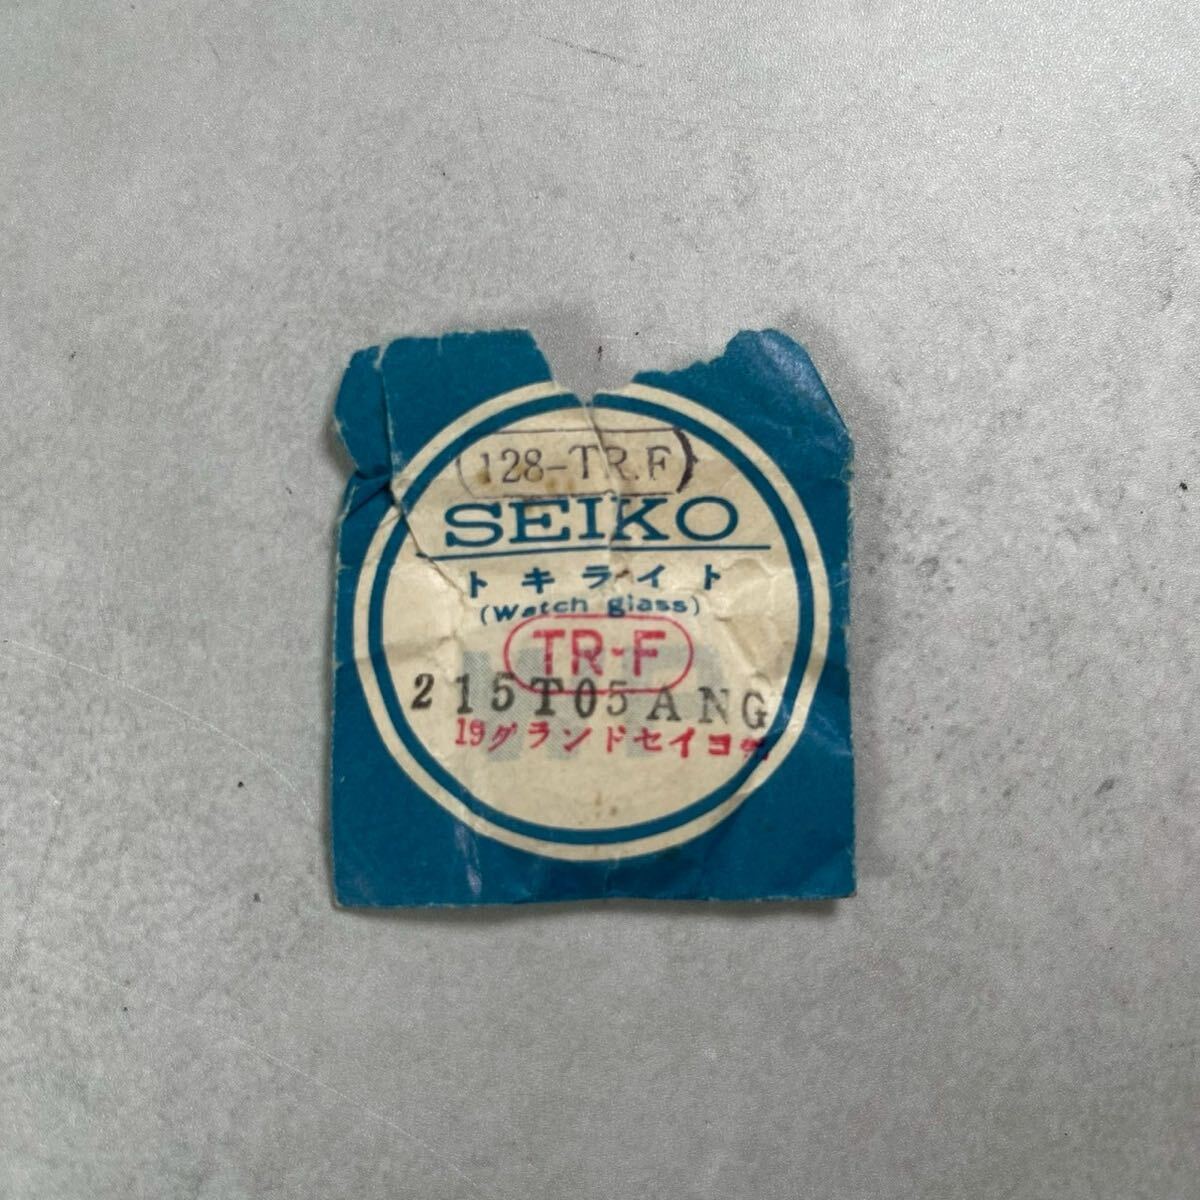 128-TR.F
SEIKO
トキライト
(Watch glass)
TR-F
215T05ANG
19グランドセイコー